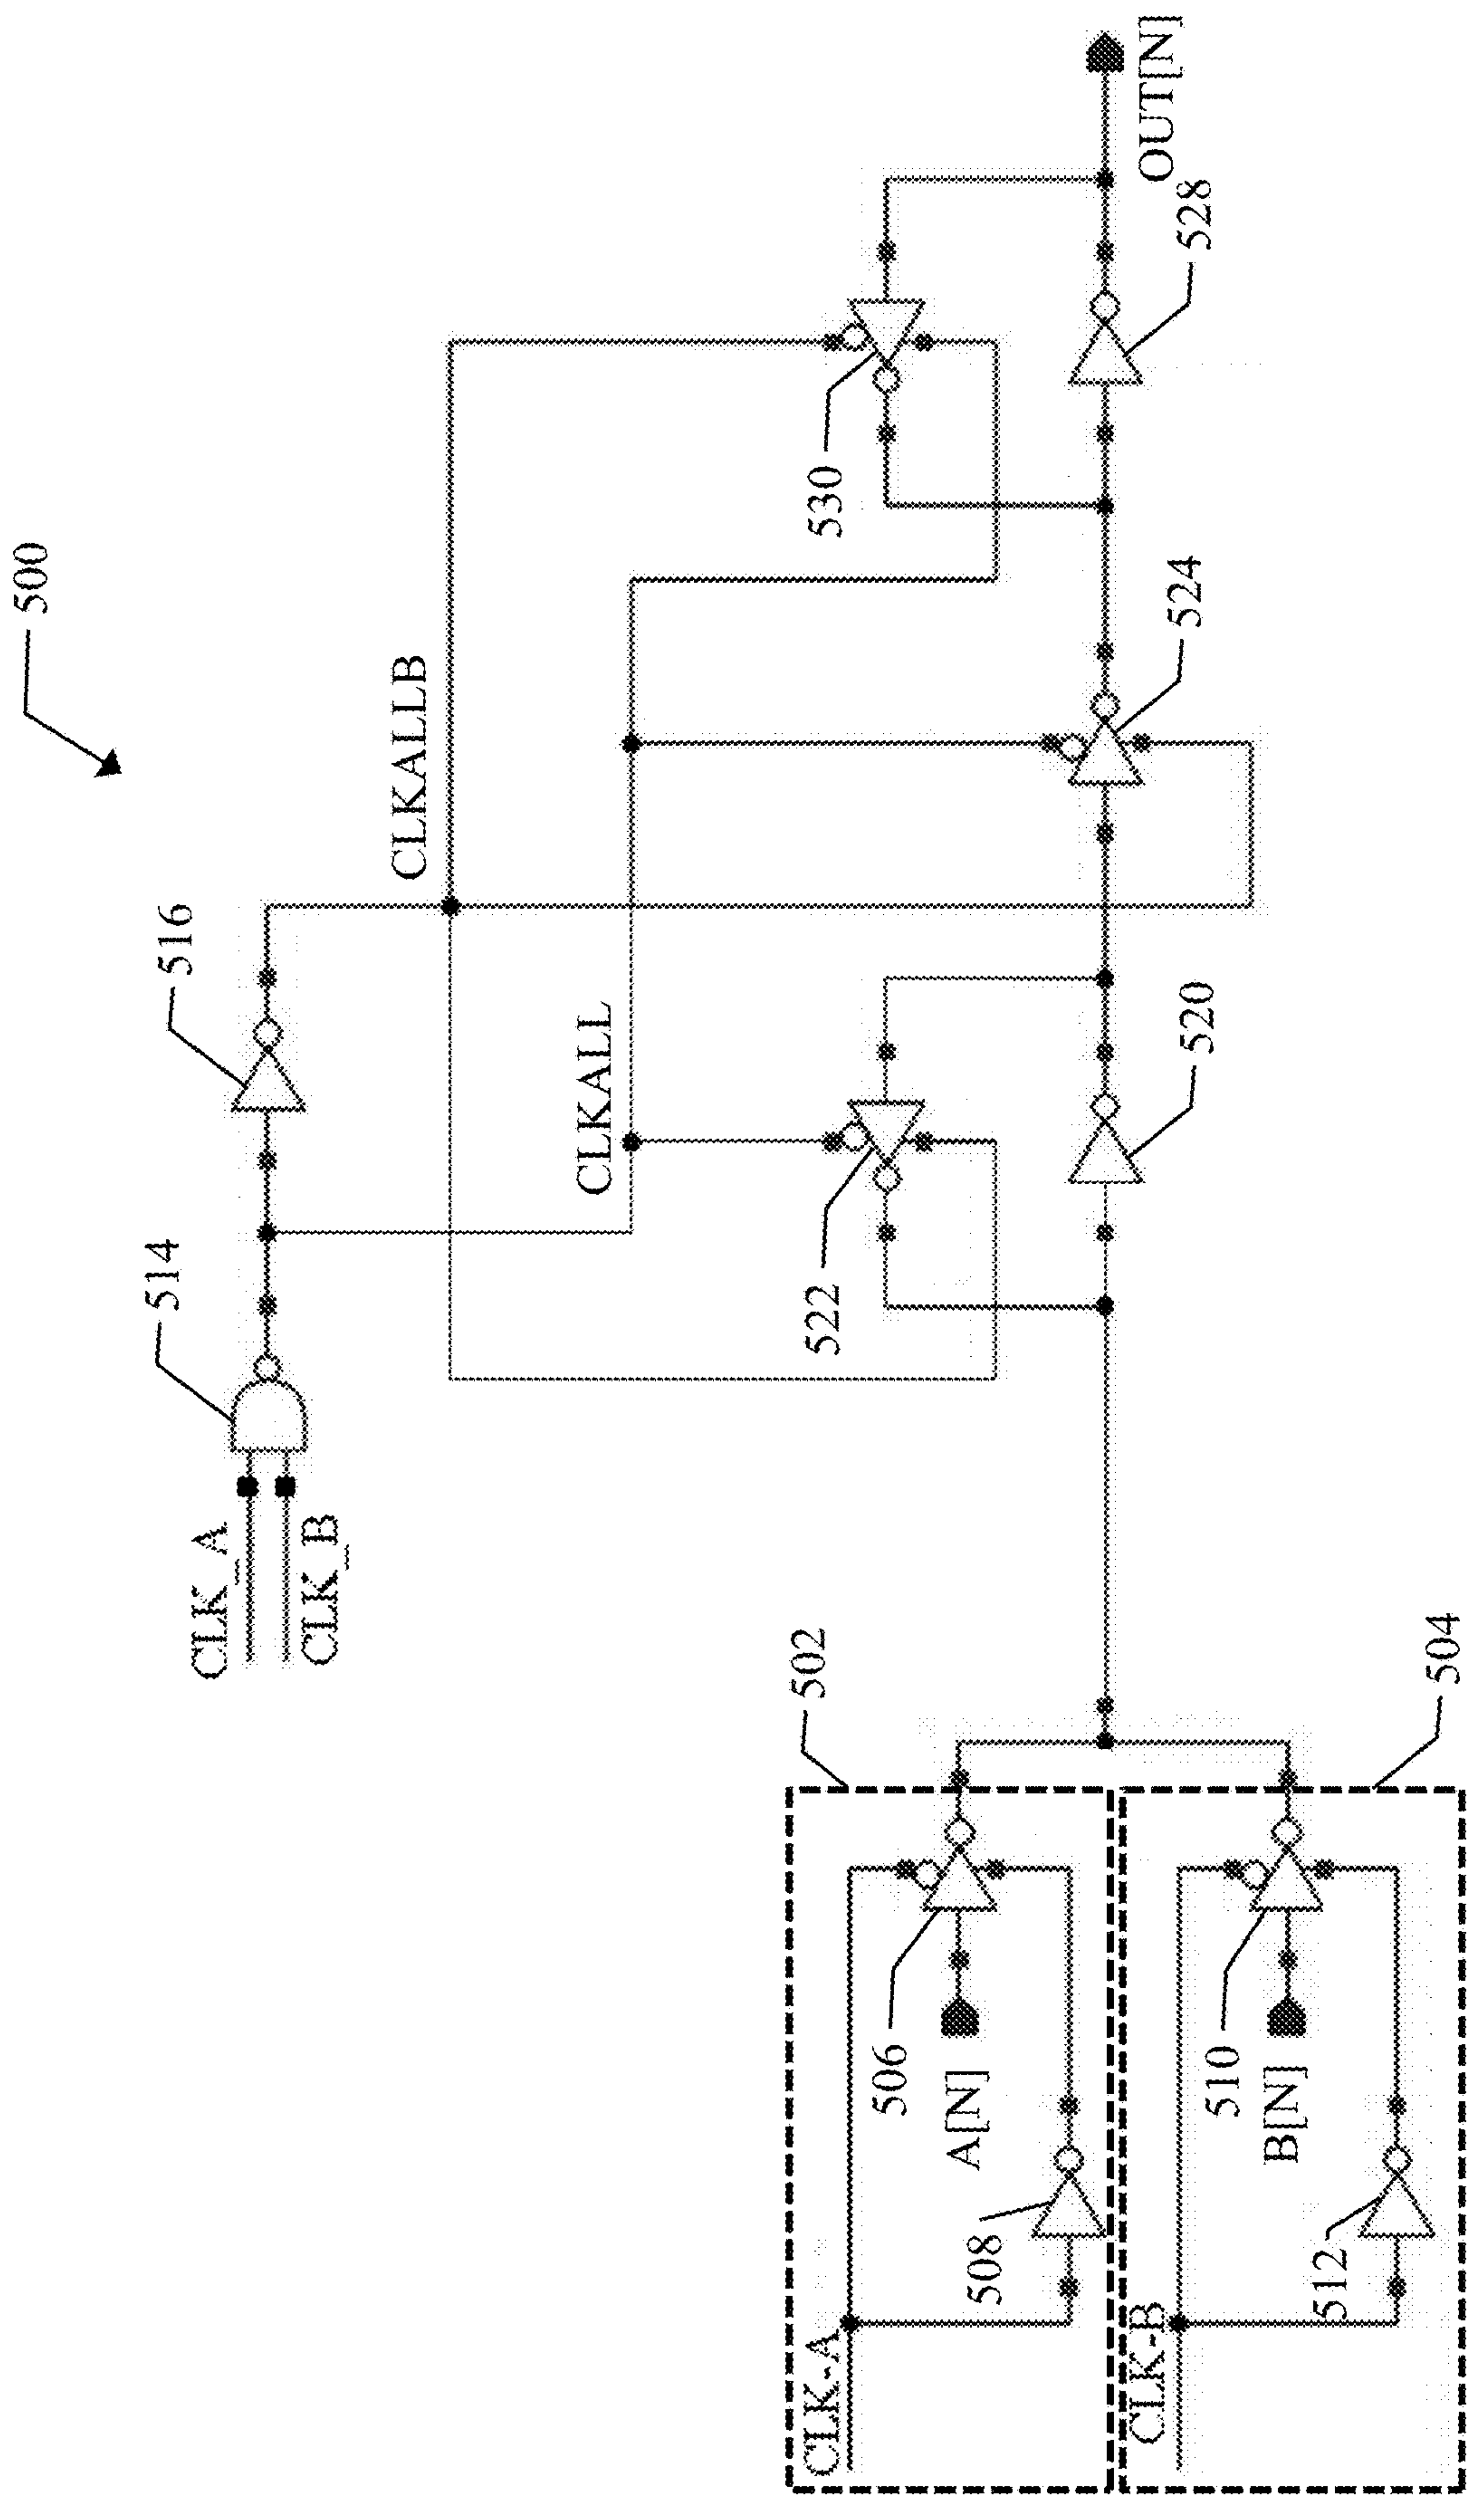 500
CLK_A
CLK_B
514
516
CLKALLB
CLKALL
522
520
530
524
528
OUT[N]
502
CLK-A
506
A[N]
508
504
CLK-B
510
B[N]
512